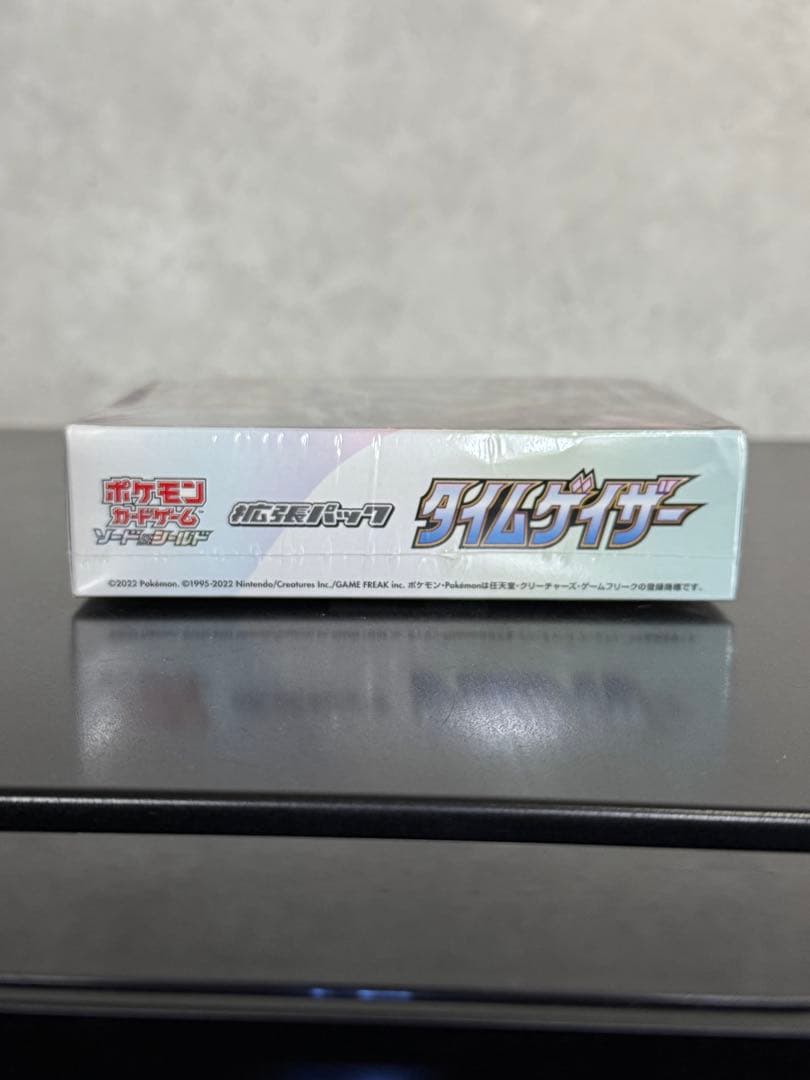 ポケモン
カードゲーム
ソード&シールド
拡張パック
タイムゲイザー
©2022 Pokémon. ©1995-2022 Nintendo/Creatures Inc./GAME FREAK inc. ポケモン・Pokémonは任天堂・クリーチャーズ・ゲームフリークの登録商標です。